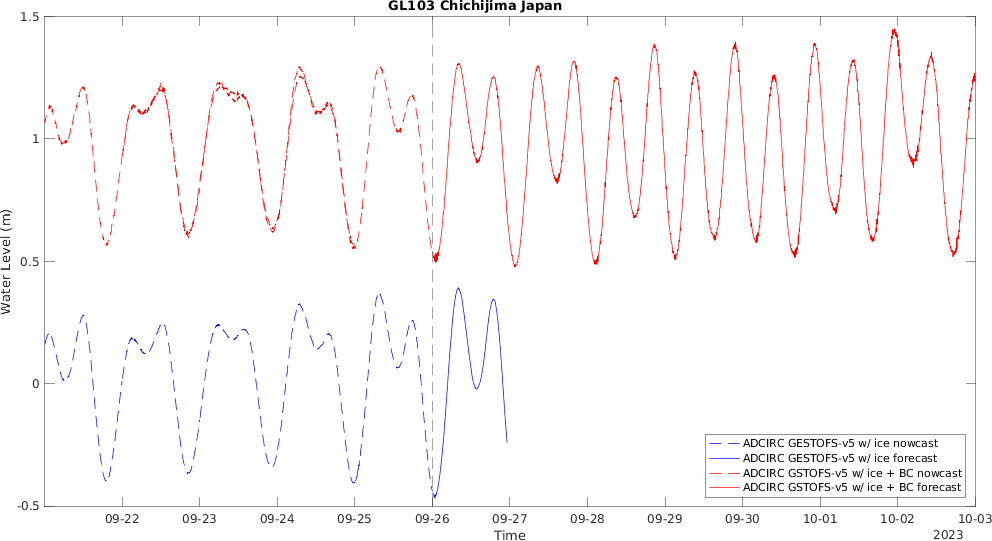 GL103 Chichijima Japan
1.5
1
0.5
0
-0.5
Water Level (m)
ADCIRC GESTOFS-v5 w/ ice nowcast
ADCIRC GESTOFS-v5 w/ ice forecast
ADCIRC GSTOFS-v5 w/ ice + BC nowcast
ADCIRC GSTOFS-v5 w/ ice + BC forecast
09-22 09-23 09-24 09-25 09-26 09-27 09-28 09-29 09-30 10-01 10-02 10-03
Time
2023